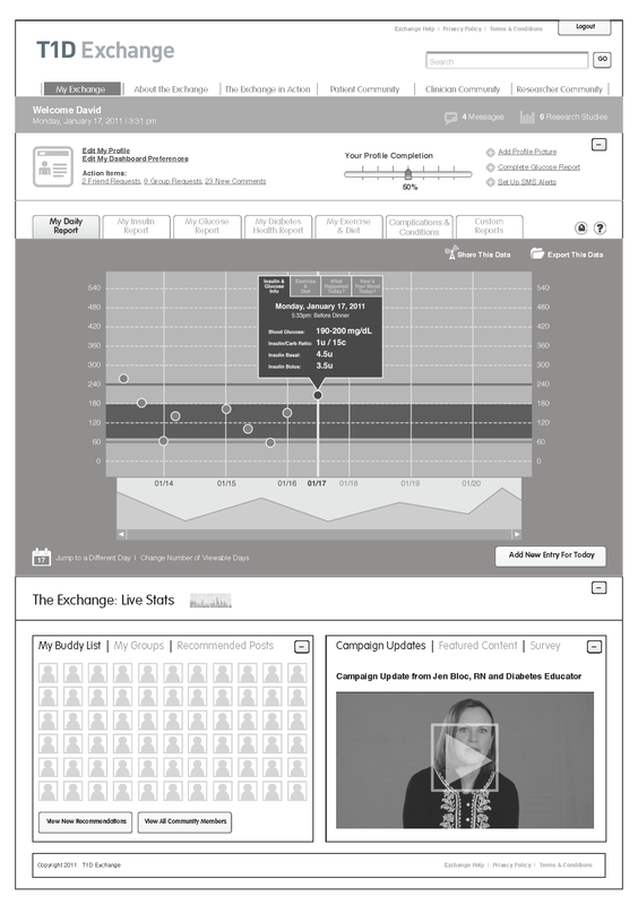 Exchange Help | Privacy Policy | Terms & Conditions
Logout
T1D Exchange
Search
GO
My Exchange
About the Exchange
The Exchange in Action
Patient Community
Clinician Community
Researcher Community
Welcome David
Monday, January 17, 2011 | 3:31 pm
4 Messages
6 Research Studies
Edit My Profile
Edit My Dashboard Preferences
Action Items:
2 Friend Requests, 8 Group Requests, 23 New Comments
Your Profile Completion
50%
Add Profile Picture
Complete Glucose Report
Set Up SMS Alerts
My Daily
Report
My Insulin
Report
My Glucose
Report
My Diabetes
Health Report
My Exercise
& Diet
Complications &
Conditions
Custom
Reports
?
Share This Data
Export This Data
Insulin &
Glucose
Info
Exercise
&
Diet
What
Happened
Today?
How's
Your Mood
Today?
Monday, January 17, 2011
5:33pm: Before Dinner
Blood Glucose: 190-200 mg/dL
Insulin/Carb Ratio: 1u / 15c
Insulin Basal: 4.5u
Insulin Bolus: 3.5u
540 540
480 480
420 420
360 360
300 300
240 240
180 180
120 120
60 60
0 0
01/14 01/15 01/16 01/17 01/18 01/19 01/20
17
Jump to a Different Day | Change Number of Viewable Days
Add New Entry For Today
The Exchange: Live Stats
My Buddy List | My Groups | Recommended Posts
View New Recommendations
View All Community Members
Campaign Updates | Featured Content | Survey
Campaign Update from Jen Bloc, RN and Diabetes Educator
Copyright 2011. T1D Exchange
Exchange Help | Privacy Policy | Terms & Conditions